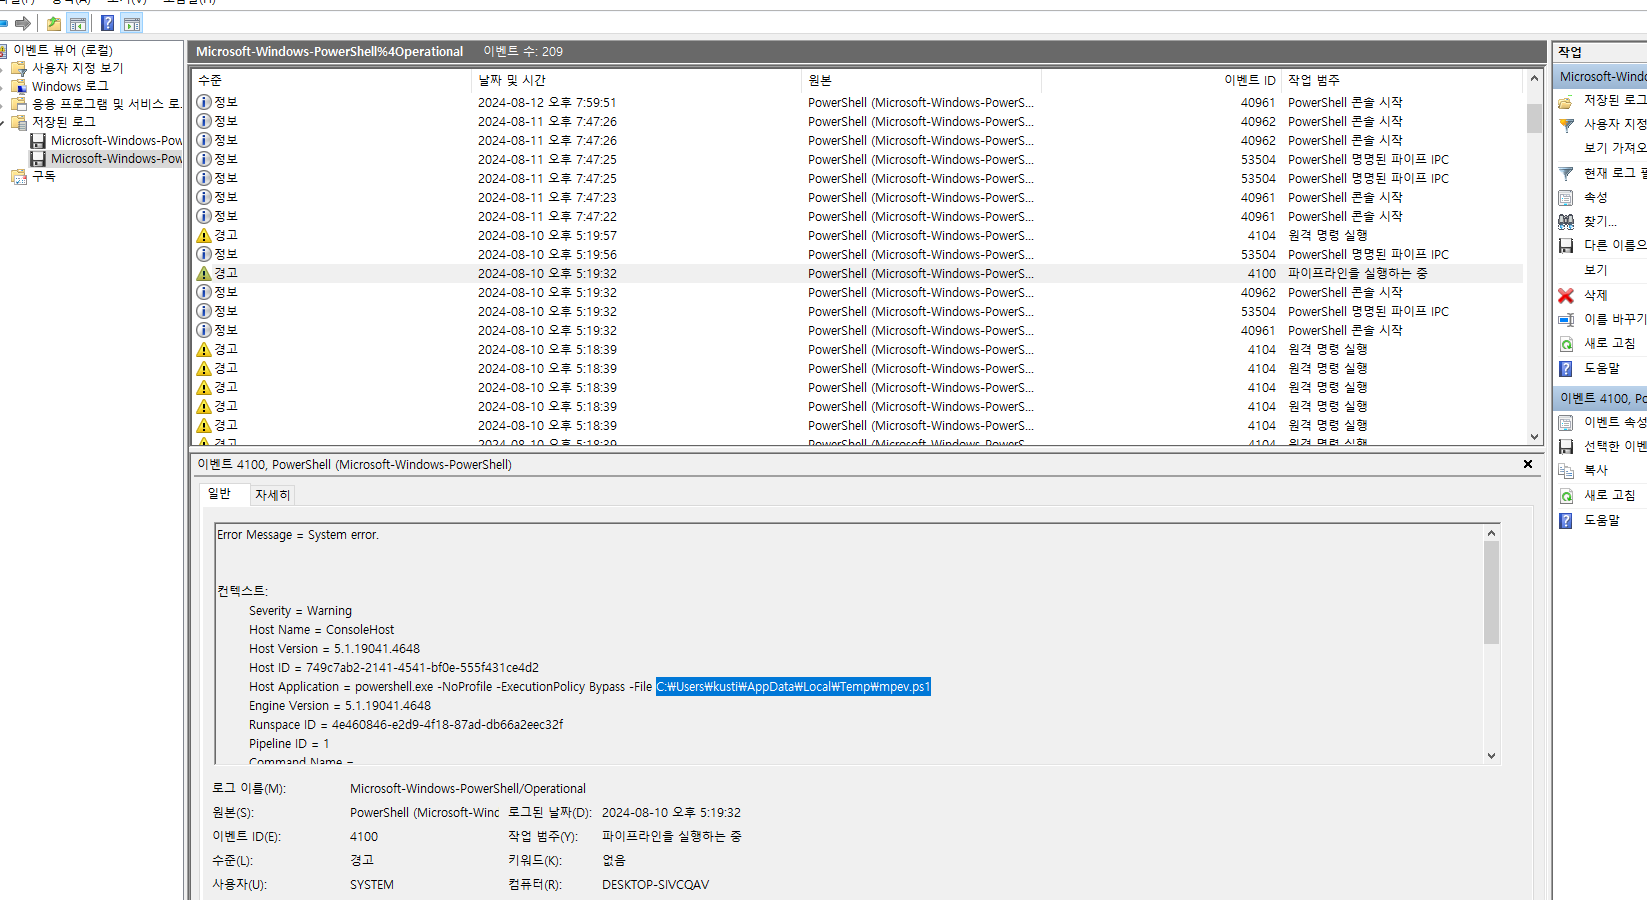 이벤트 뷰어 (로컬)
사용자 지정 보기
Windows 로그
응용 프로그램 및 서비스 로
저장된 로그
Microsoft-Windows-Pow
Microsoft-Windows-Pow
구독
Microsoft-Windows-PowerShell%4Operational 이벤트 수: 209
수준 날짜 및 시간 원본 이벤트 ID 작업 범주
정보 2024-08-12 오후 7:59:51 PowerShell (Microsoft-Windows-PowerS... 40961 PowerShell 콘솔 시작
정보 2024-08-11 오후 7:47:26 PowerShell (Microsoft-Windows-PowerS... 40962 PowerShell 콘솔 시작
정보 2024-08-11 오후 7:47:26 PowerShell (Microsoft-Windows-PowerS... 40962 PowerShell 콘솔 시작
정보 2024-08-11 오후 7:47:25 PowerShell (Microsoft-Windows-PowerS... 53504 PowerShell 명명된 파이프 IPC
정보 2024-08-11 오후 7:47:25 PowerShell (Microsoft-Windows-PowerS... 53504 PowerShell 명명된 파이프 IPC
정보 2024-08-11 오후 7:47:23 PowerShell (Microsoft-Windows-PowerS... 40961 PowerShell 콘솔 시작
정보 2024-08-11 오후 7:47:22 PowerShell (Microsoft-Windows-PowerS... 40961 PowerShell 콘솔 시작
경고 2024-08-10 오후 5:19:57 PowerShell (Microsoft-Windows-PowerS... 4104 원격 명령 실행
정보 2024-08-10 오후 5:19:56 PowerShell (Microsoft-Windows-PowerS... 53504 PowerShell 명명된 파이프 IPC
경고 2024-08-10 오후 5:19:32 PowerShell (Microsoft-Windows-PowerS... 4100 파이프라인을 실행하는 중
정보 2024-08-10 오후 5:19:32 PowerShell (Microsoft-Windows-PowerS... 40962 PowerShell 콘솔 시작
정보 2024-08-10 오후 5:19:32 PowerShell (Microsoft-Windows-PowerS... 53504 PowerShell 명명된 파이프 IPC
정보 2024-08-10 오후 5:19:32 PowerShell (Microsoft-Windows-PowerS... 40961 PowerShell 콘솔 시작
경고 2024-08-10 오후 5:18:39 PowerShell (Microsoft-Windows-PowerS... 4104 원격 명령 실행
경고 2024-08-10 오후 5:18:39 PowerShell (Microsoft-Windows-PowerS... 4104 원격 명령 실행
경고 2024-08-10 오후 5:18:39 PowerShell (Microsoft-Windows-PowerS... 4104 원격 명령 실행
경고 2024-08-10 오후 5:18:39 PowerShell (Microsoft-Windows-PowerS... 4104 원격 명령 실행
경고 2024-08-10 오후 5:18:39 PowerShell (Microsoft-Windows-PowerS... 4104 원격 명령 실행
경고 2024-08-10 오후 5:18:39 PowerShell (Microsoft-Windows-PowerS... 4104 원격 명령 실행
이벤트 4100, PowerShell (Microsoft-Windows-PowerShell)
일반 자세히
Error Message = System error.
컨텍스트:
Severity = Warning
Host Name = ConsoleHost
Host Version = 5.1.19041.4648
Host ID = 749c7ab2-2141-4541-bf0e-555f431ce4d2
Host Application = powershell.exe -NoProfile -ExecutionPolicy Bypass -File C:₩Users₩kusti₩AppData₩Local₩Temp₩mpev.ps1
Engine Version = 5.1.19041.4648
Runspace ID = 4e460846-e2d9-4f18-87ad-db66a2eec32f
Pipeline ID = 1
Command Name =
로그 이름(M): Microsoft-Windows-PowerShell/Operational
원본(S): PowerShell (Microsoft-Winc 로그된 날짜(D): 2024-08-10 오후 5:19:32
이벤트 ID(E): 4100 작업 범주(Y): 파이프라인을 실행하는 중
수준(L): 경고 키워드(K): 없음
사용자(U): SYSTEM 컴퓨터(R): DESKTOP-SIVCQAV
작업
Microsoft-Windo
저장된 로그
사용자 지정
보기 가져오
현재 로그 필
속성
찾기...
다른 이름으
보기
삭제
이름 바꾸기
새로 고침
도움말
이벤트 4100, Po
이벤트 속성
선택한 이벤
복사
새로 고침
도움말